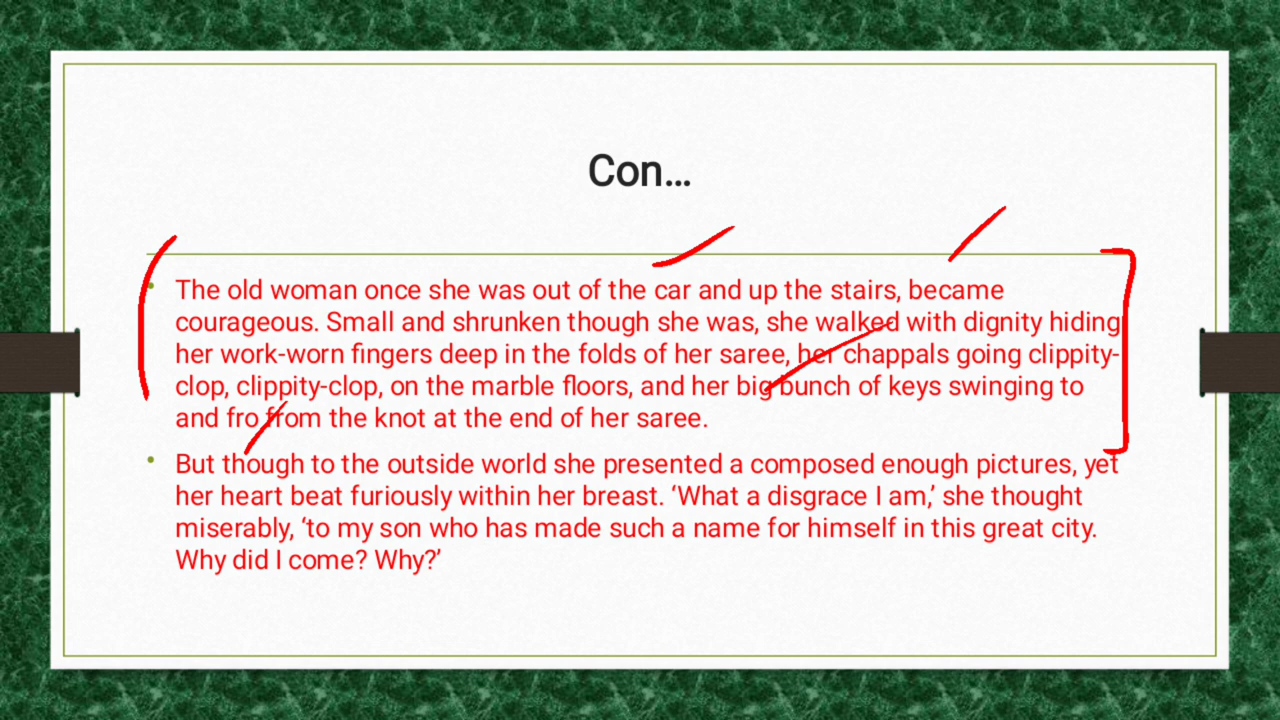 Con...
• The old woman once she was out of the car and up the stairs, became
courageous. Small and shrunken though she was, she walked with dignity hiding
her work-worn fingers deep in the folds of her saree, her chappals going clippity-
clop, clippity-clop, on the marble floors, and her big bunch of keys swinging to
and fro from the knot at the end of her saree.
• But though to the outside world she presented a composed enough pictures, yet
her heart beat furiously within her breast. ‘What a disgrace I am,’ she thought
miserably, ‘to my son who has made such a name for himself in this great city.
Why did I come? Why?’